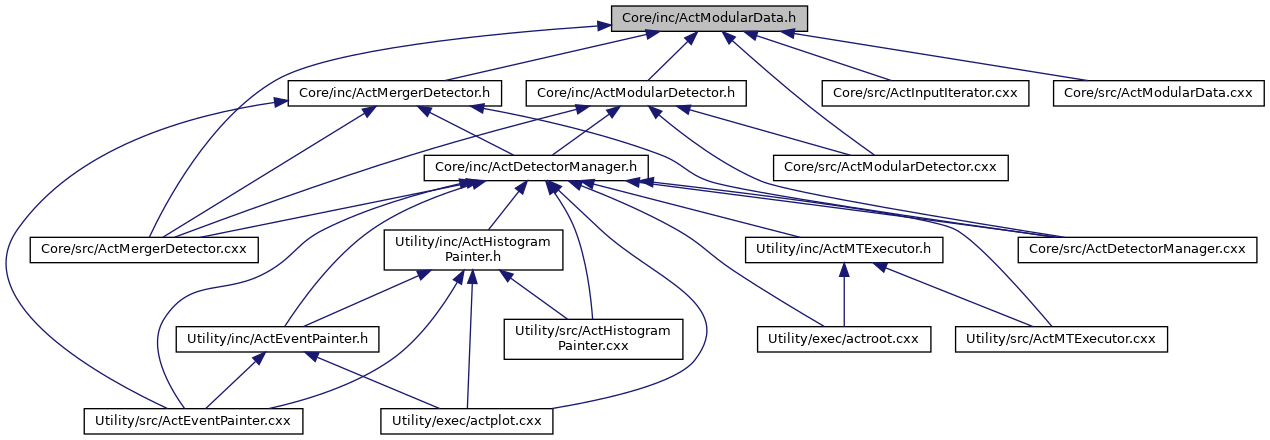 Core/inc/ActModularData.h
Core/inc/ActMergerDetector.h
Core/inc/ActModularDetector.h
Core/src/ActInputIterator.cxx
Core/src/ActModularData.cxx
Core/inc/ActDetectorManager.h
Core/src/ActModularDetector.cxx
Core/src/ActMergerDetector.cxx
Utility/inc/ActHistogram
Painter.h
Utility/inc/ActMTExecutor.h
Core/src/ActDetectorManager.cxx
Utility/inc/ActEventPainter.h
Utility/src/ActHistogram
Painter.cxx
Utility/exec/actroot.cxx
Utility/src/ActMTExecutor.cxx
Utility/src/ActEventPainter.cxx
Utility/exec/actplot.cxx